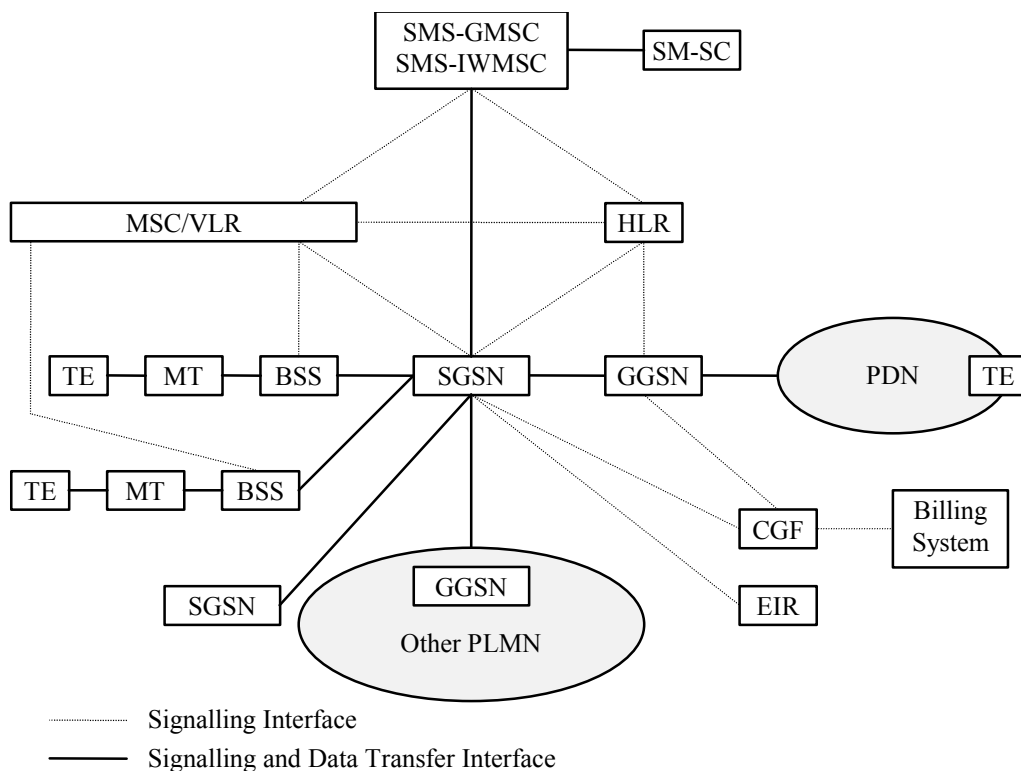 SMS-GMSC
SMS-IWMSC
SM-SC
MSC/VLR
HLR
TE
MT
BSS
SGSN
GGSN
PDN
TE
TE
MT
BSS
CGF
Billing
System
SGSN
GGSN
EIR
Other PLMN
Signalling Interface
Signalling and Data Transfer Interface